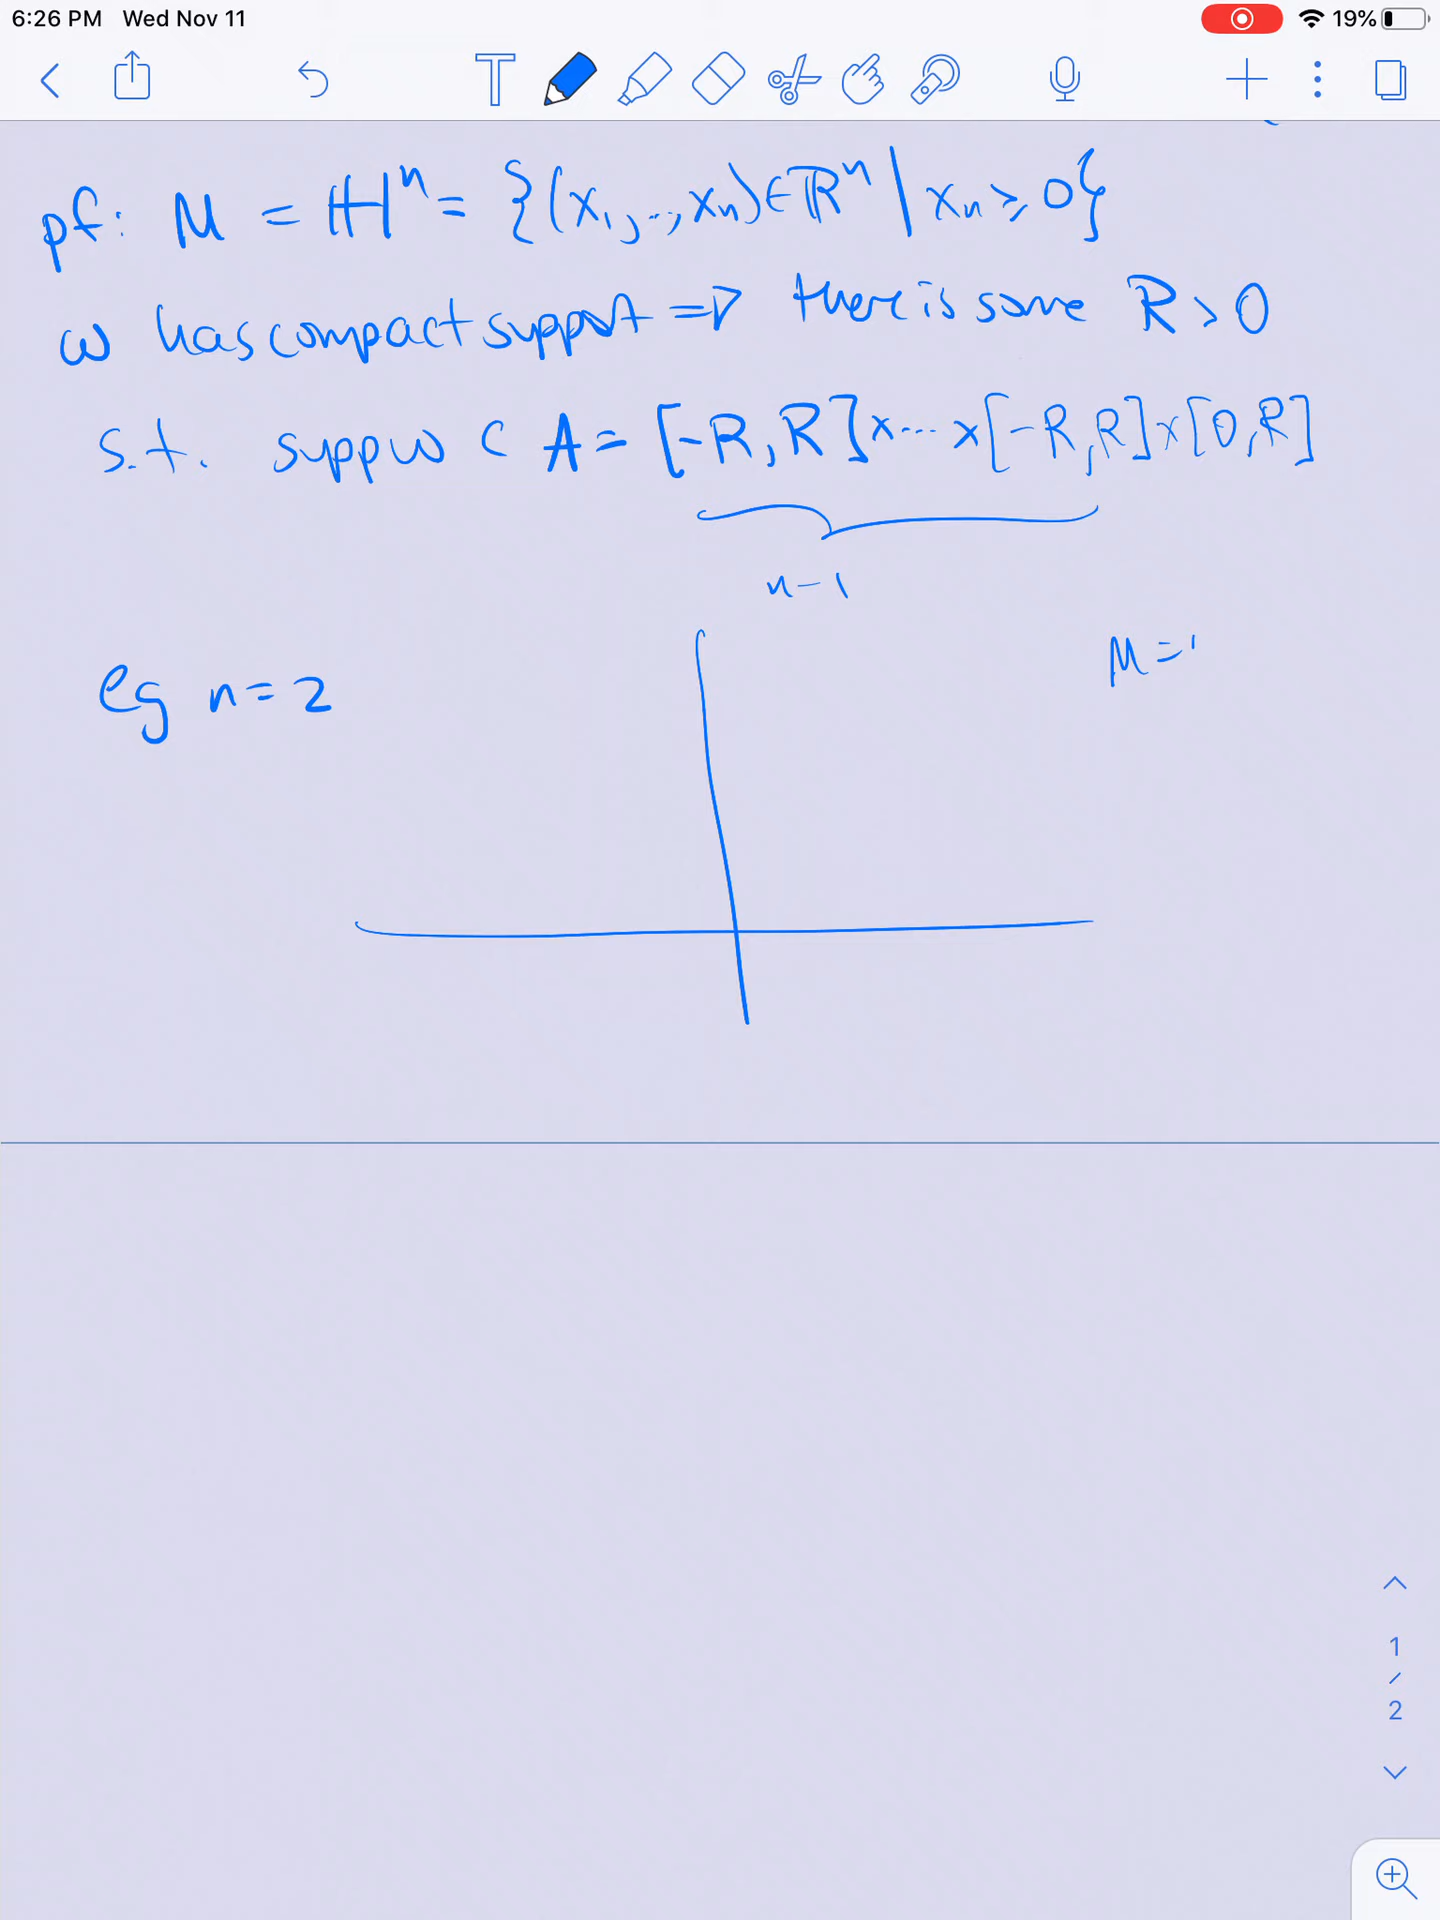 6:26 PM Wed Nov 11 19%
T
pf: M = ℍⁿ = {(x₁,..,xₙ)∈ℝⁿ | xₙ ≥ 0}
ω has compact support ⇒ there is some R > 0
s.t. supp ω ⊂ A = [-R,R]×...×[-R,R]×[0,R]
n-1
eg n=2
M =
1
/
2